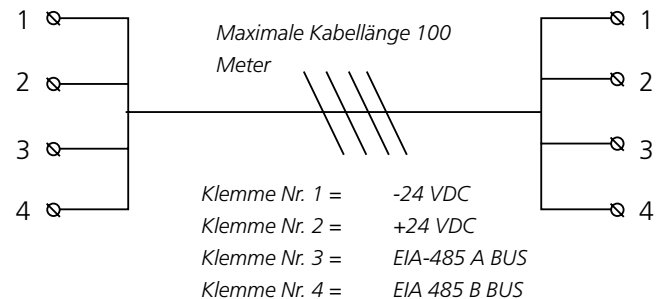 1
2
3
4
Maximale Kabellänge 100
Meter
1
2
3
4
Klemme Nr. 1 = -24 VDC
Klemme Nr. 2 = +24 VDC
Klemme Nr. 3 = EIA-485 A BUS
Klemme Nr. 4 = EIA 485 B BUS